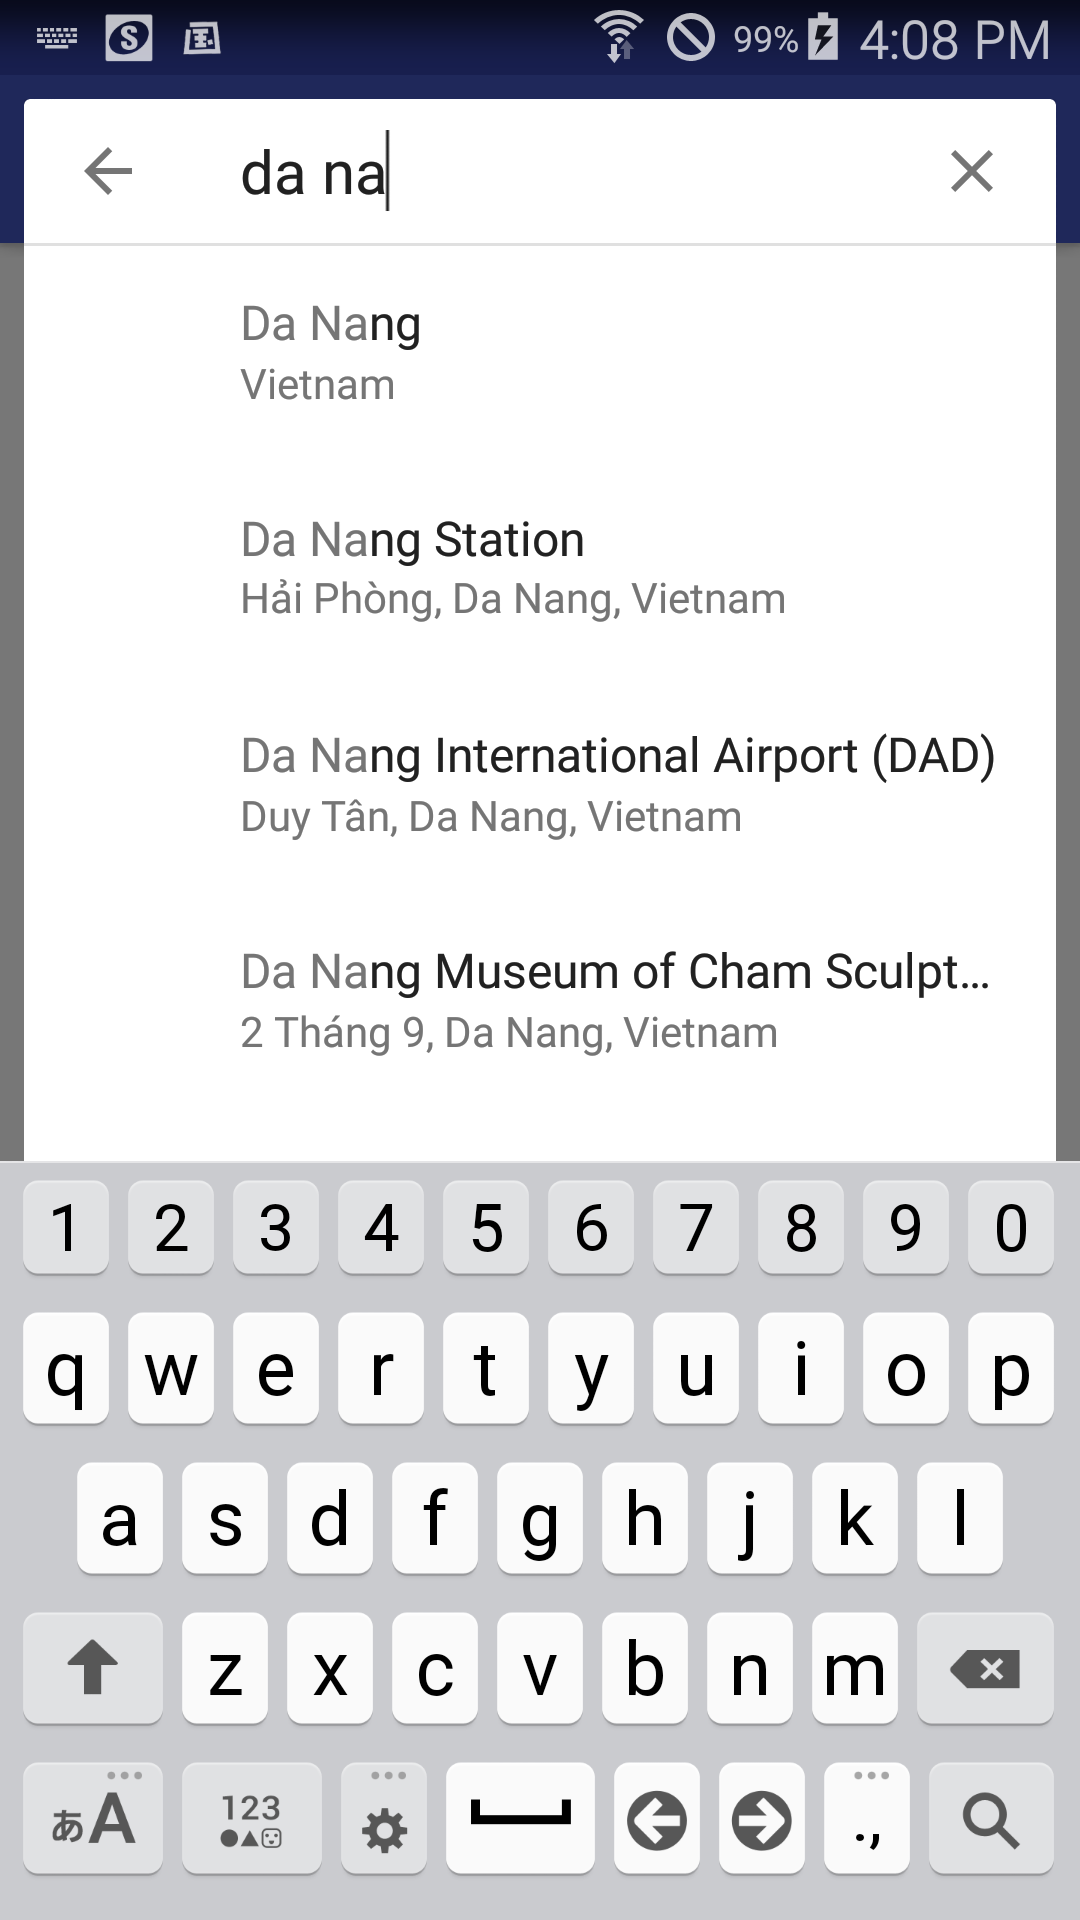 99% 4:08 PM
da na
Da Nang
Vietnam
Da Nang Station
Hải Phòng, Da Nang, Vietnam
Da Nang International Airport (DAD)
Duy Tân, Da Nang, Vietnam
Da Nang Museum of Cham Sculpt...
2 Tháng 9, Da Nang, Vietnam
1 2 3 4 5 6 7 8 9 0
q w e r t y u i o p
a s d f g h j k l
z x c v b n m
あA 123 .,